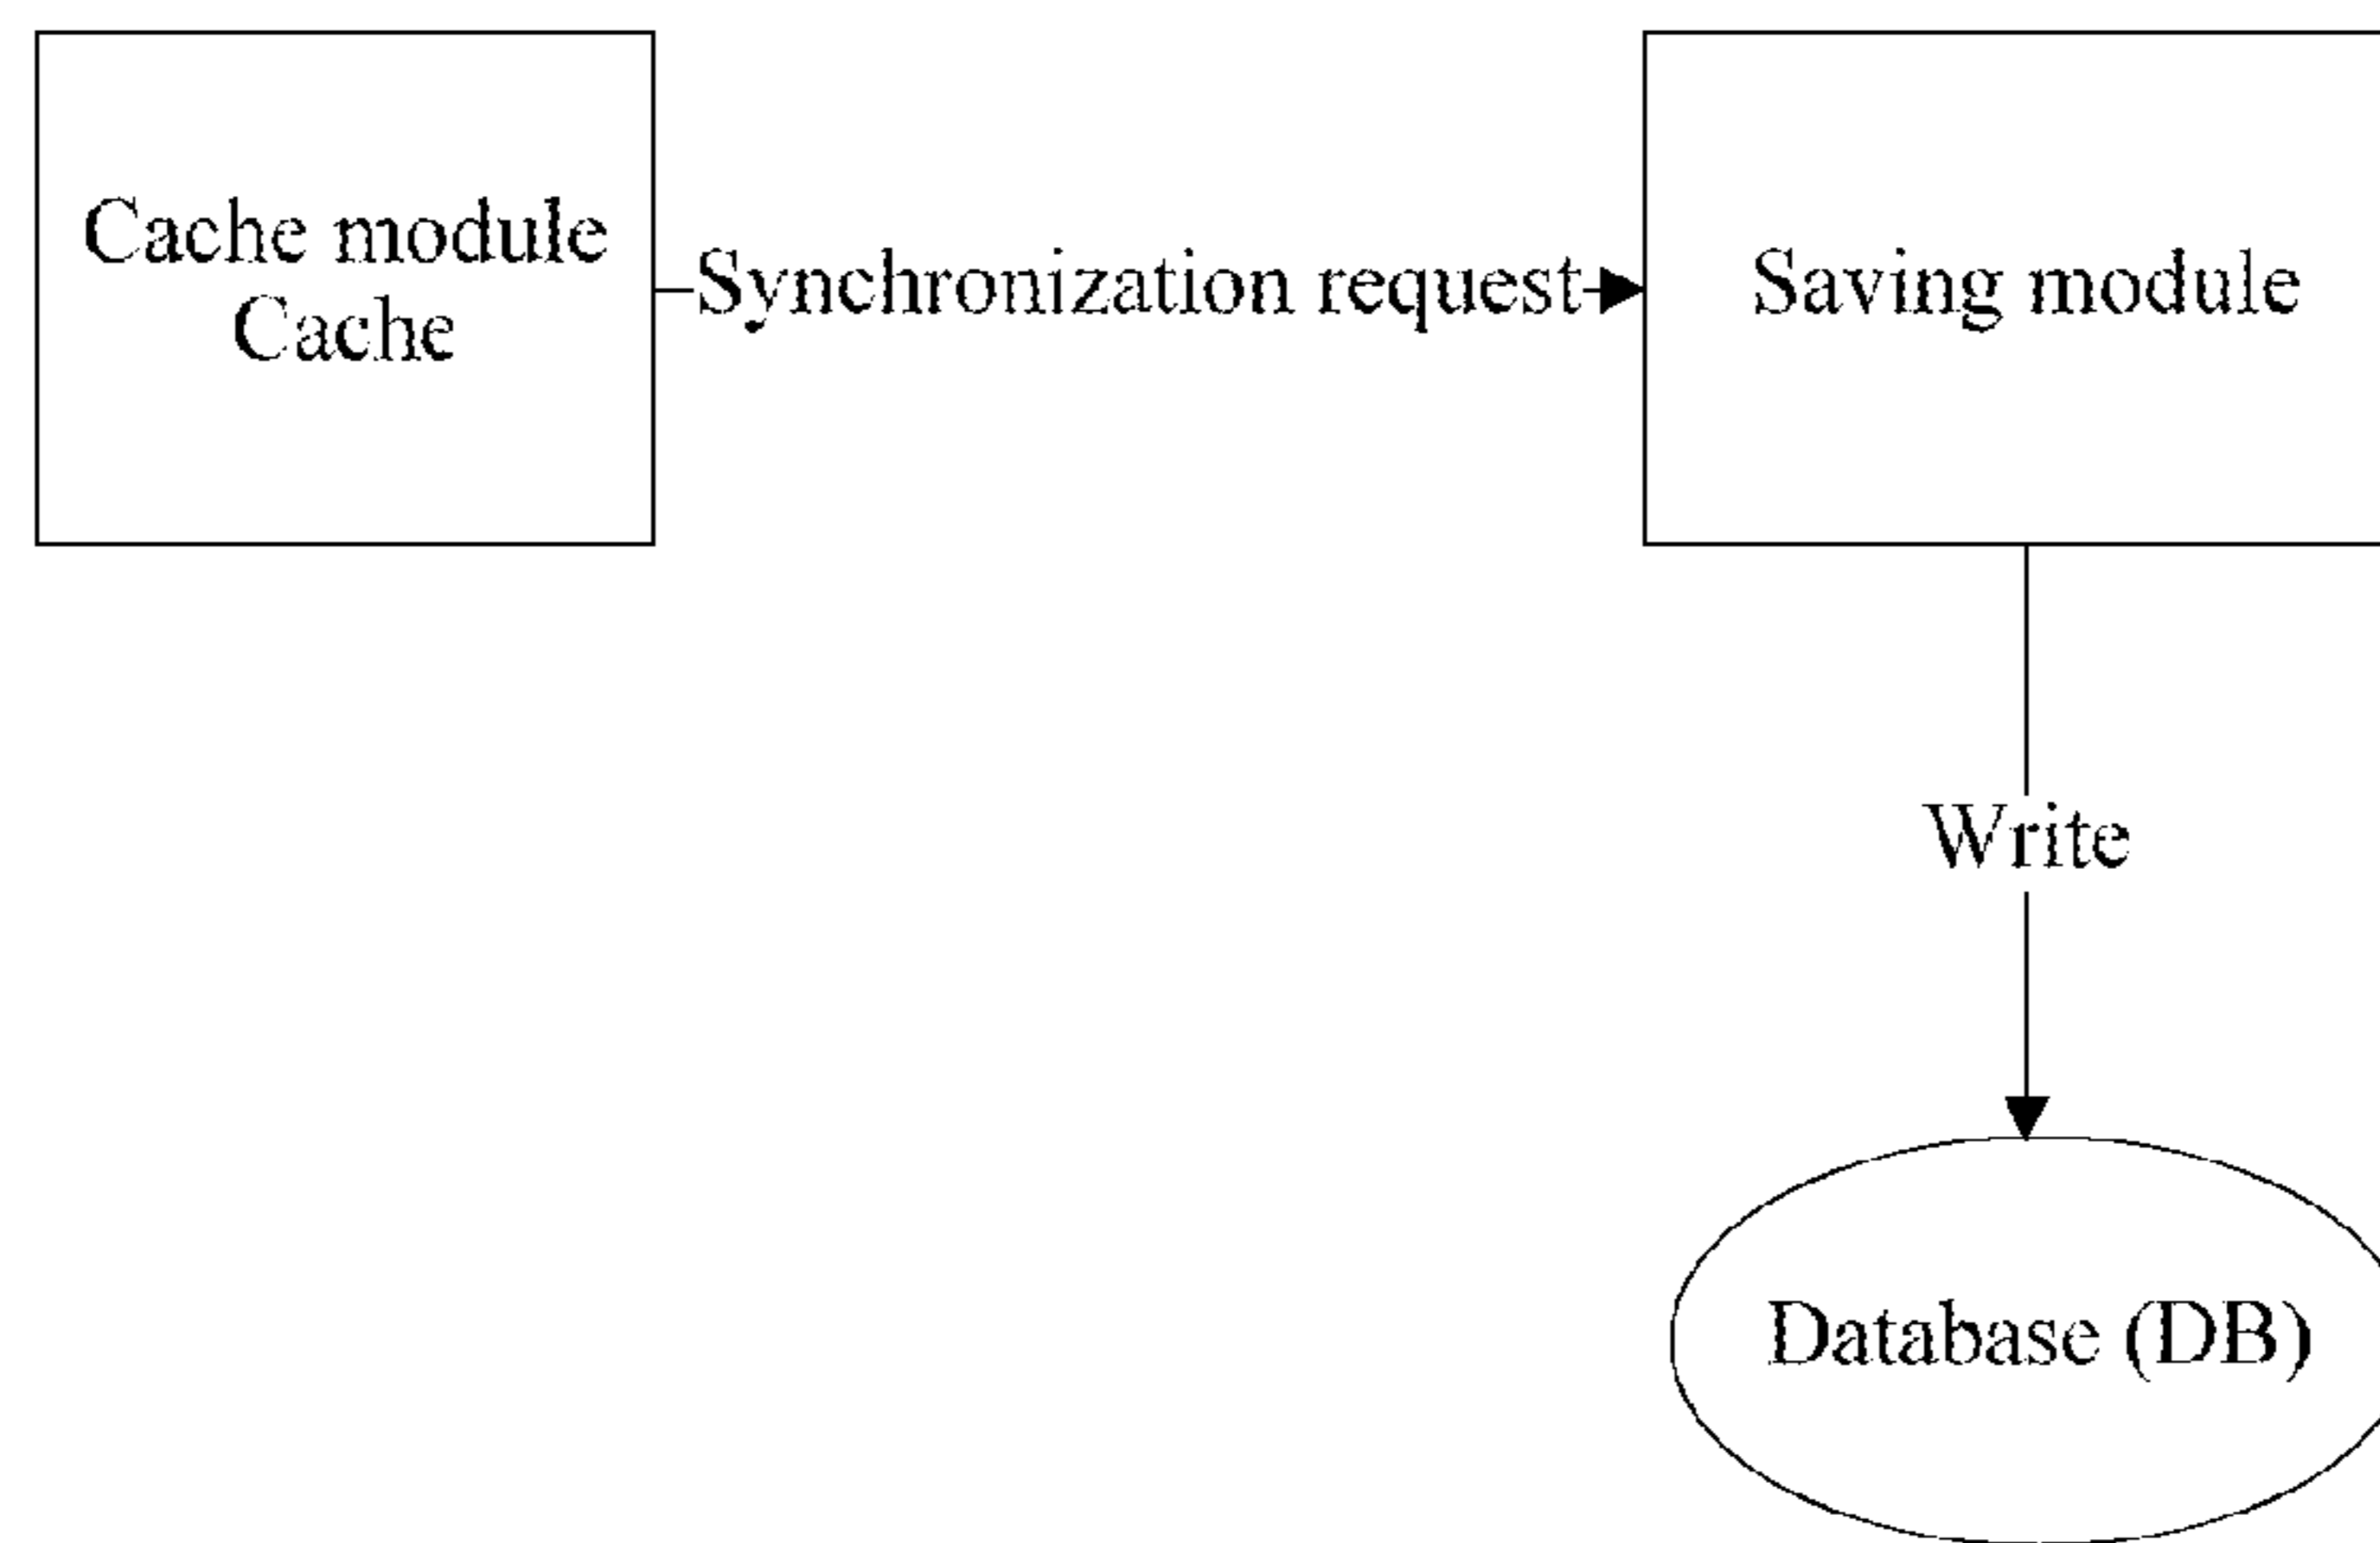 Cache module
Cache
Synchronization request
Saving module
Write
Database (DB)